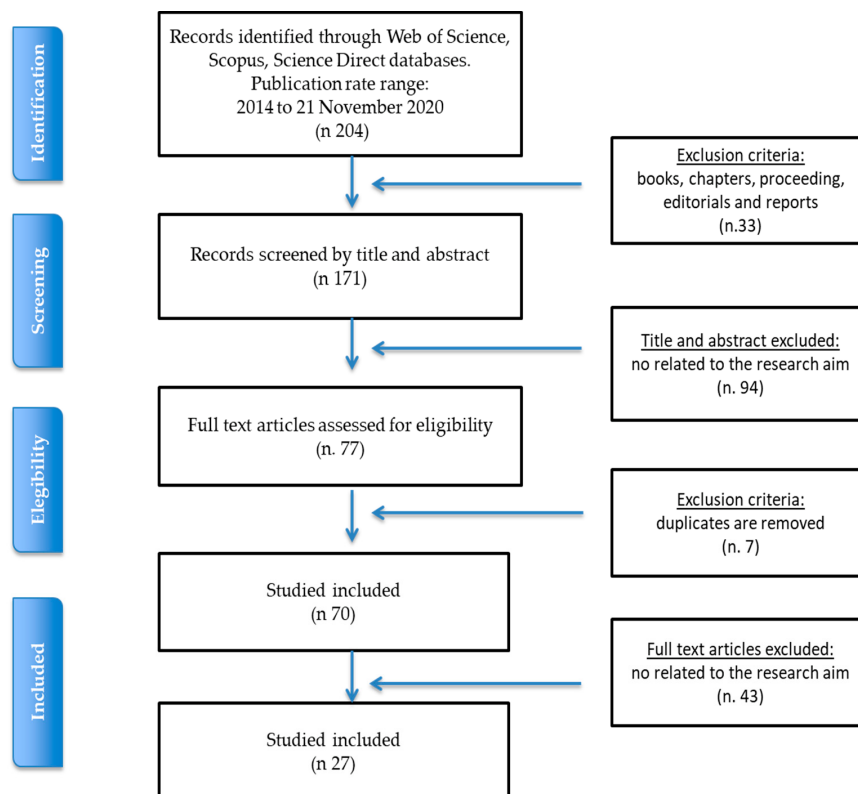 Identification
Records identified through Web of Science,
Scopus, Science Direct databases.
Publication rate range:
2014 to 21 November 2020
(n 204)
Exclusion criteria:
books, chapters, proceeding,
editorials and reports
(n.33)
Screening
Records screened by title and abstract
(n 171)
Title and abstract excluded:
no related to the research aim
(n. 94)
Elegibility
Full text articles assessed for eligibility
(n. 77)
Exclusion criteria:
duplicates are removed
(n. 7)
Included
Studied included
(n 70)
Full text articles excluded:
no related to the research aim
(n. 43)
Studied included
(n 27)